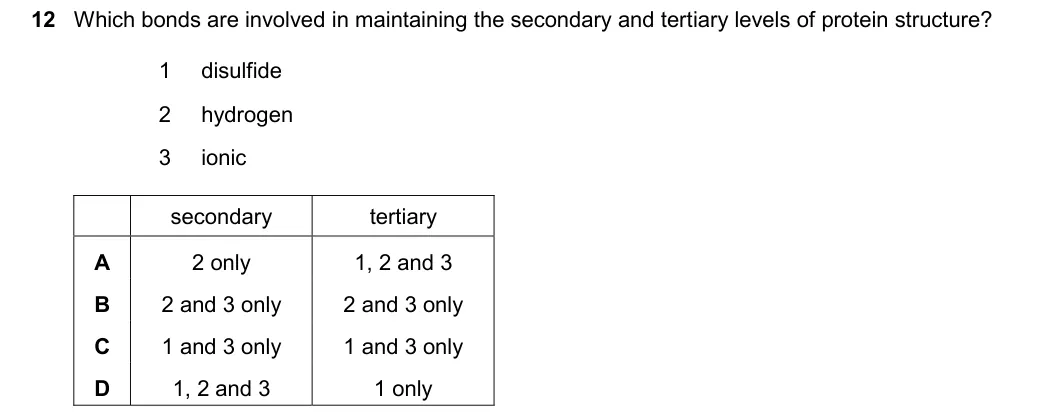 12 Which bonds are involved in maintaining the secondary and tertiary levels of protein structure?
1 disulfide
2 hydrogen
3 ionic
secondary tertiary
A 2 only 1, 2 and 3
B 2 and 3 only 2 and 3 only
C 1 and 3 only 1 and 3 only
D 1, 2 and 3 1 only